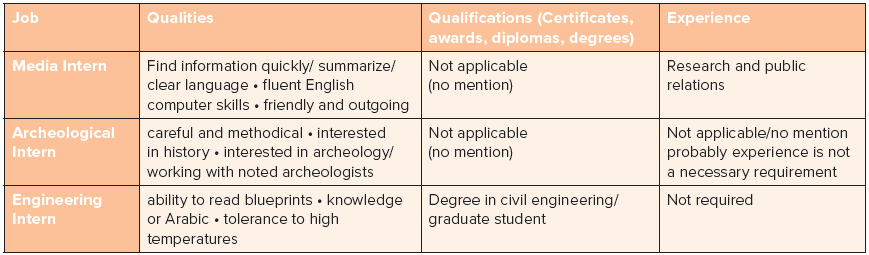 Job
Qualities
Qualifications (Certificates,
awards, diplomas, degrees)
Experience
Media Intern
Find information quickly/ summarize/
clear language • fluent English
computer skills • friendly and outgoing
Not applicable
(no mention)
Research and public
relations
Archeological
Intern
careful and methodical • interested
in history • interested in archeology/
working with noted archeologists
Not applicable
(no mention)
Not applicable/no mention
probably experience is not
a necessary requirement
Engineering
Intern
ability to read blueprints • knowledge
or Arabic • tolerance to high
temperatures
Degree in civil engineering/
graduate student
Not required